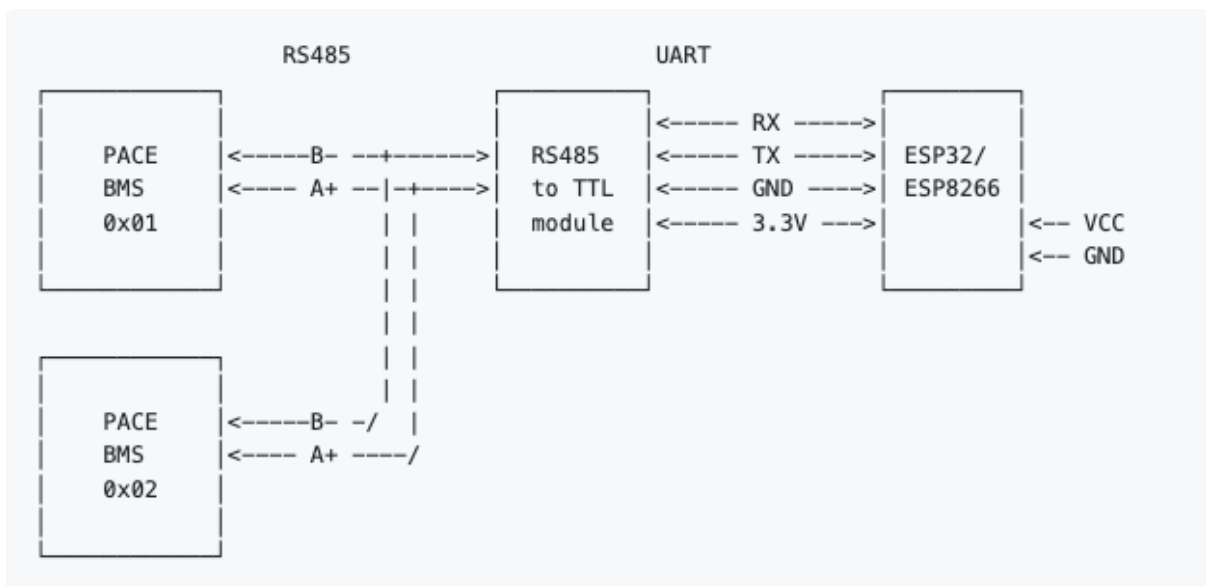 RS485 UART
<----- RX ----->
PACE <-----B- --+------> RS485 <----- TX -----> ESP32/
BMS <---- A+ --|-+----> to TTL <----- GND ----> ESP8266
0x01 | | module <----- 3.3V ---> <-- VCC
| | <-- GND
| |
| |
| |
| |
PACE <-----B- -/ |
BMS <---- A+ ----/
0x02